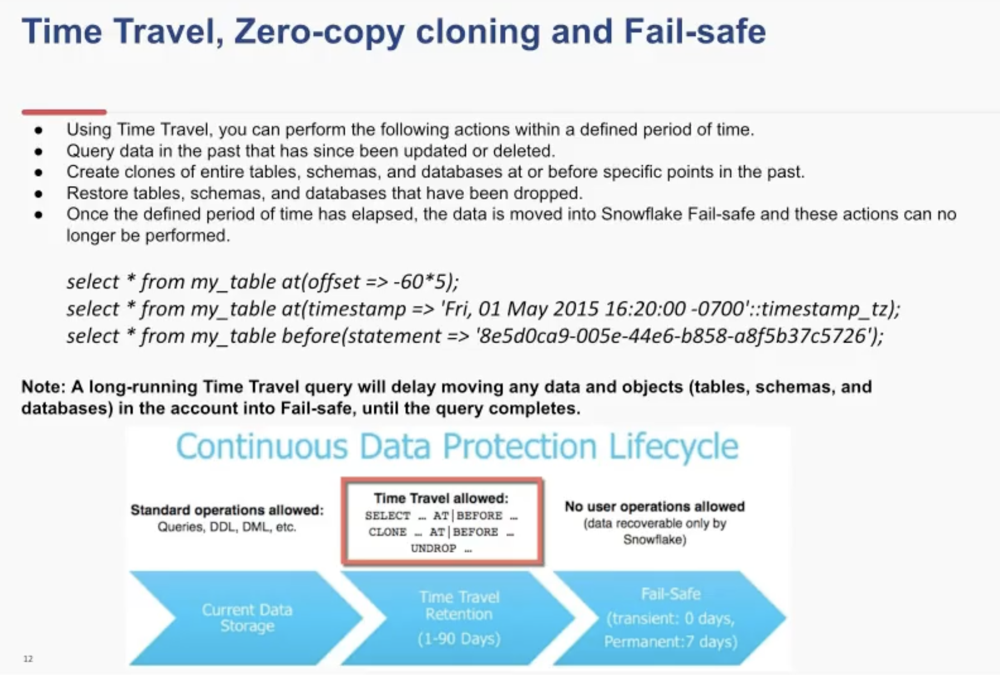 Time Travel, Zero-copy cloning and Fail-safe
● Using Time Travel, you can perform the following actions within a defined period of time.
● Query data in the past that has since been updated or deleted.
● Create clones of entire tables, schemas, and databases at or before specific points in the past.
● Restore tables, schemas, and databases that have been dropped.
● Once the defined period of time has elapsed, the data is moved into Snowflake Fail-safe and these actions can no
longer be performed.
select * from my_table at(offset => -60*5);
select * from my_table at(timestamp => 'Fri, 01 May 2015 16:20:00 -0700'::timestamp_tz);
select * from my_table before(statement => '8e5d0ca9-005e-44e6-b858-a8f5b37c5726');
Note: A long-running Time Travel query will delay moving any data and objects (tables, schemas, and
databases) in the account into Fail-safe, until the query completes.
Continuous Data Protection Lifecycle
Standard operations allowed:
Queries, DDL, DML, etc.
Time Travel allowed:
SELECT … AT|BEFORE …
CLONE … AT|BEFORE …
UNDROP …
No user operations allowed
(data recoverable only by
Snowflake)
Current Data
Storage
Time Travel
Retention
(1-90 Days)
Fail-Safe
(transient: 0 days,
Permanent:7 days)
12